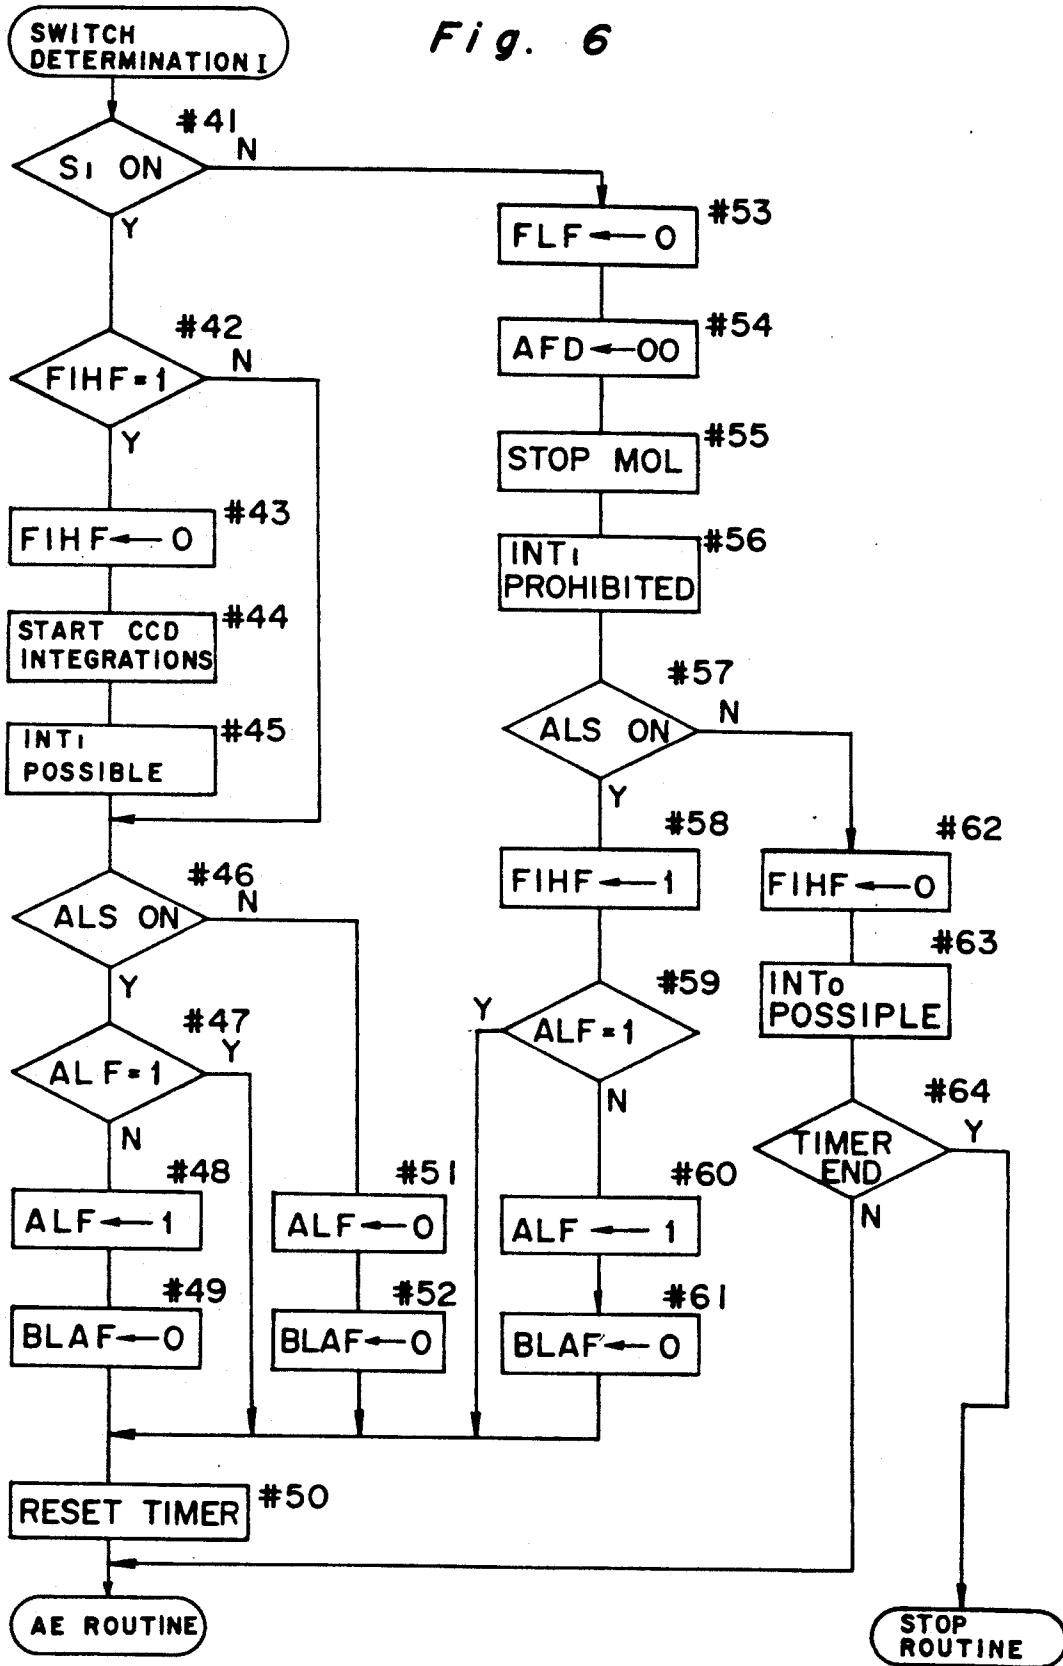 Fig. 6
SWITCH
DETERMINATION I
#41
S1 ON
N
Y
#42
FIHF=1
N
Y
#43
FIHF←0
#44
START CCD
INTEGRATIONS
#45
INT1
POSSIBLE
#46
ALS ON
N
Y
#47
ALF=1
Y
N
#48
ALF←1
#49
BLAF←0
#51
ALF←0
#52
BLAF←0
#50
RESET TIMER
AE ROUTINE
#53
FLF←0
#54
AFD←00
#55
STOP MOL
#56
INT1
PROHIBITED
#57
ALS ON
N
Y
#58
FIHF←1
#59
ALF=1
Y
N
#60
ALF←1
#61
BLAF←0
#62
FIHF←0
#63
INTo
POSSIPLE
#64
TIMER
END
Y
N
STOP
ROUTINE